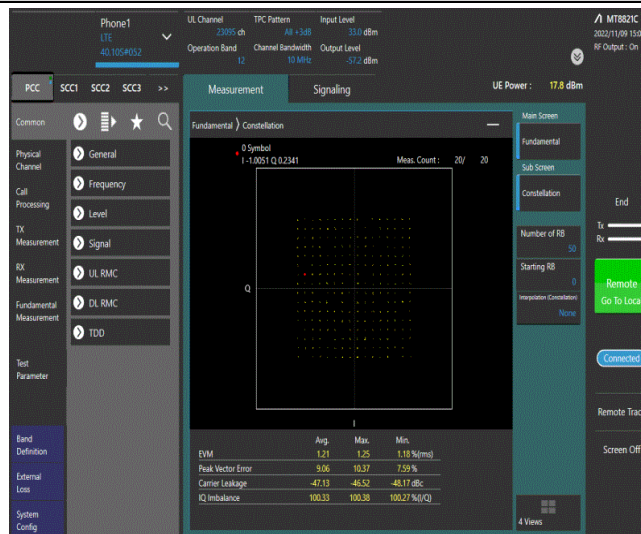 Phone1
LTE
40.10S#052
UL Channel
23095 ch
TPC Pattern
All +3dB
Input Level
33.0 dBm
Operation Band
12
Channel Bandwidth
10 MHz
Output Level
-57.2 dBm
MT8821C
2022/11/09 15:0
RF Output : On
PCC
SCC1
SCC2
SCC3
>>
Measurement
Signaling
UE Power : 17.8 dBm
Common
Physical
Channel
Call
Processing
TX
Measurement
RX
Measurement
Fundamental
Measurement
Test
Parameter
Band
Definition
External
Loss
System
Config
General
Frequency
Level
Signal
UL RMC
DL RMC
TDD
Fundamental
Constellation
0 Symbol
I -1.0051 Q 0.2341
Meas. Count : 20/ 20
Q
I
Avg. Max. Min.
EVM 1.21 1.25 1.18 %(rms)
Peak Vector Error 9.06 10.37 7.59 %
Carrier Leakage -47.13 -46.52 -48.17 dBc
IQ Imbalance 100.33 100.38 100.27 %(I/Q)
Main Screen
Fundamental
Sub Screen
Constellation
Number of RB
50
Starting RB
0
Interpolation (Constellation)
None
4 Views
End
Tx
Rx
Remote
Go To Loca
Connected
Remote Trac
Screen Off